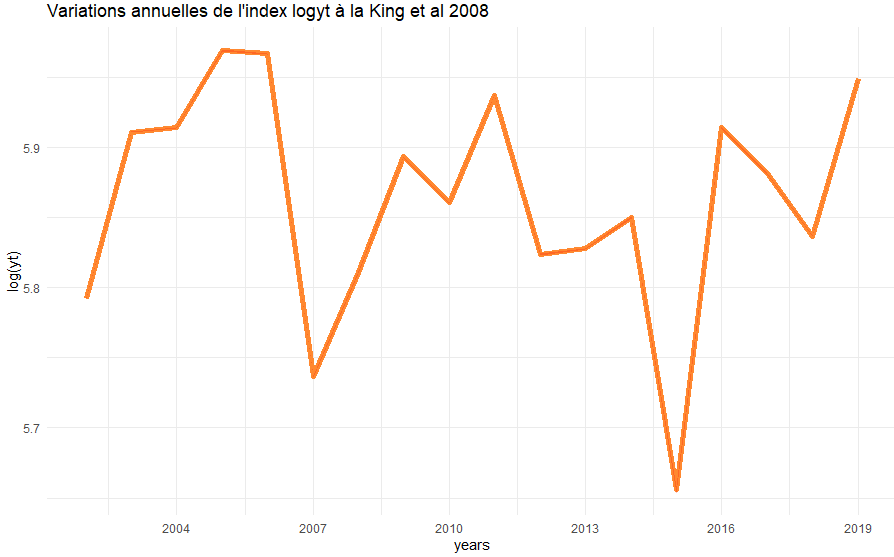 Variations annuelles de l'index logyt à la King et al 2008
log(yt)
5.9
5.8
5.7
2004 2007 2010 2013 2016 2019
years